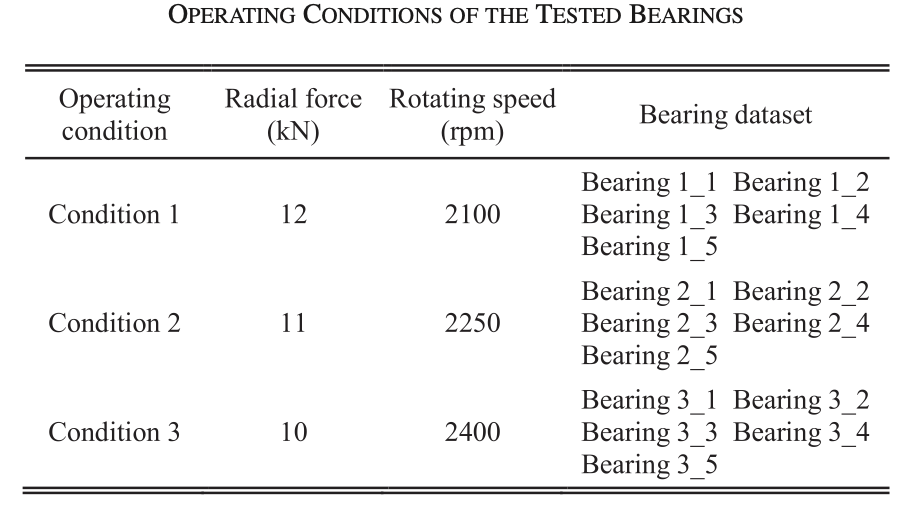 OPERATING CONDITIONS OF THE TESTED BEARINGS
Operating condition Radial force (kN) Rotating speed (rpm) Bearing dataset
Condition 1 12 2100 Bearing 1_1 Bearing 1_2
Bearing 1_3 Bearing 1_4
Bearing 1_5
Condition 2 11 2250 Bearing 2_1 Bearing 2_2
Bearing 2_3 Bearing 2_4
Bearing 2_5
Condition 3 10 2400 Bearing 3_1 Bearing 3_2
Bearing 3_3 Bearing 3_4
Bearing 3_5